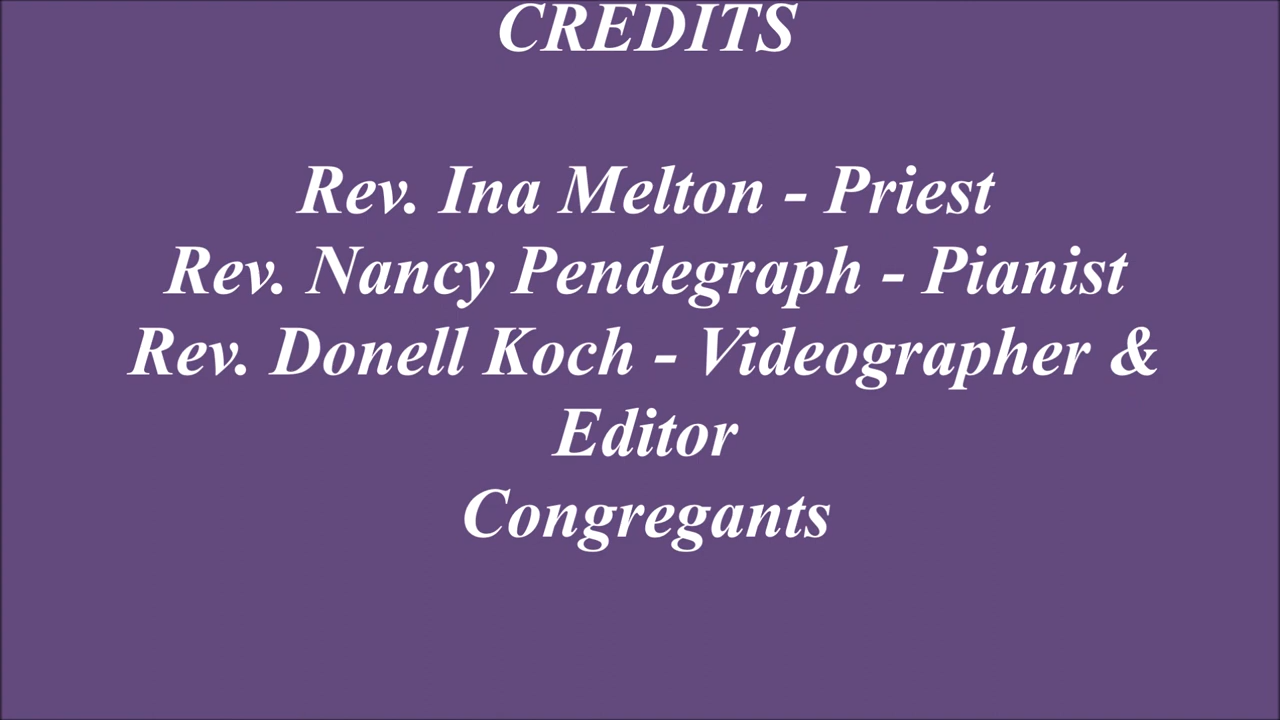 CREDITS
Rev. Ina Melton - Priest
Rev. Nancy Pendegraph - Pianist
Rev. Donell Koch - Videographer &
Editor
Congregants